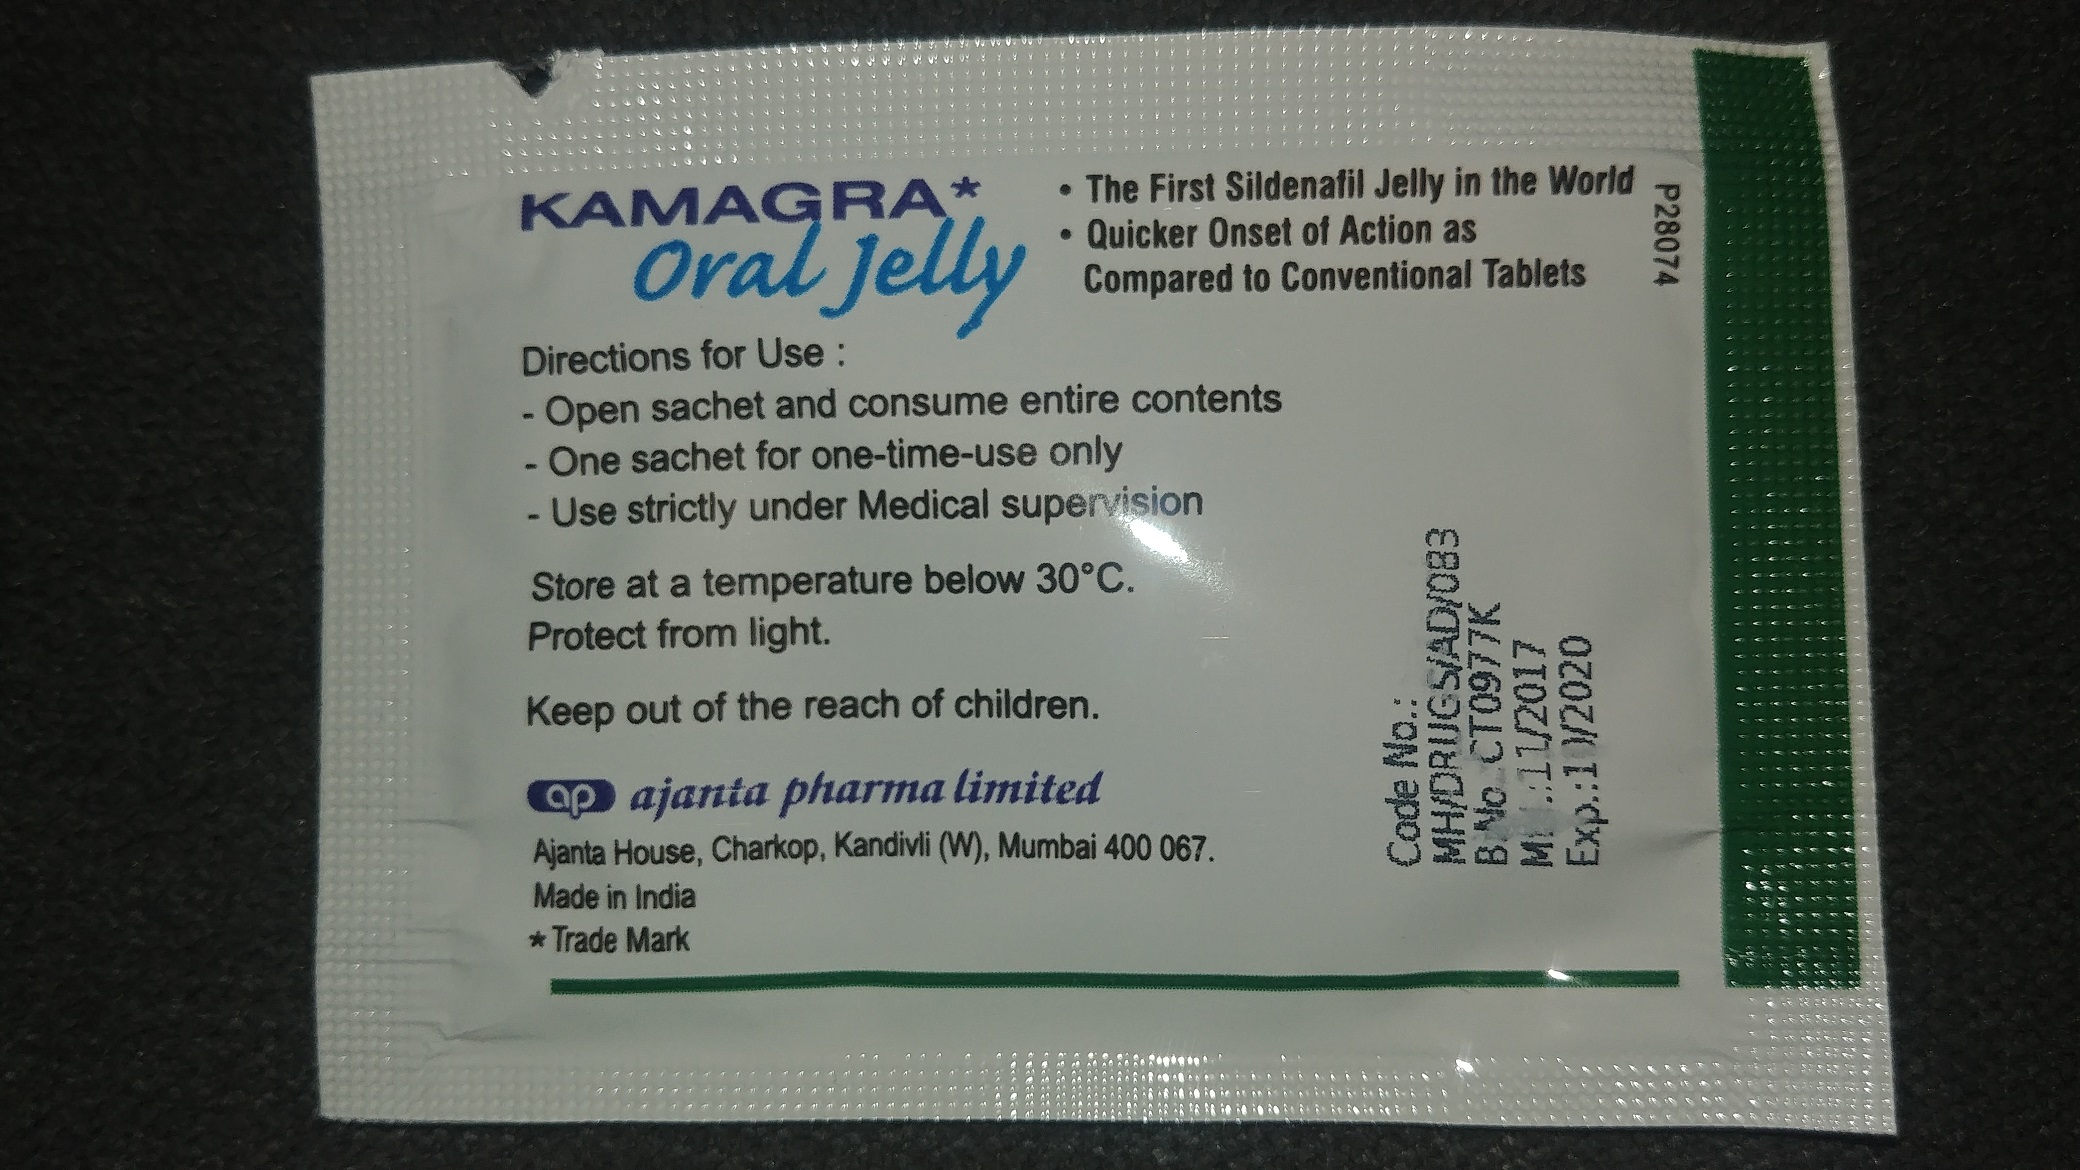 KAMAGRA*
Oral Jelly
• The First Sildenafil Jelly in the World
• Quicker Onset of Action as
Compared to Conventional Tablets
P28074
Directions for Use :
- Open sachet and consume entire contents
- One sachet for one-time-use only
- Use strictly under Medical supervision
Store at a temperature below 30°C.
Protect from light.
Keep out of the reach of children.
ap ajanta pharma limited
Ajanta House, Charkop, Kandivli (W), Mumbai 400 067.
Made in India
* Trade Mark
Code No.:
MH/DRUGS/AD/083
B.No. CT0977K
:11/2017
Exp.: /2020